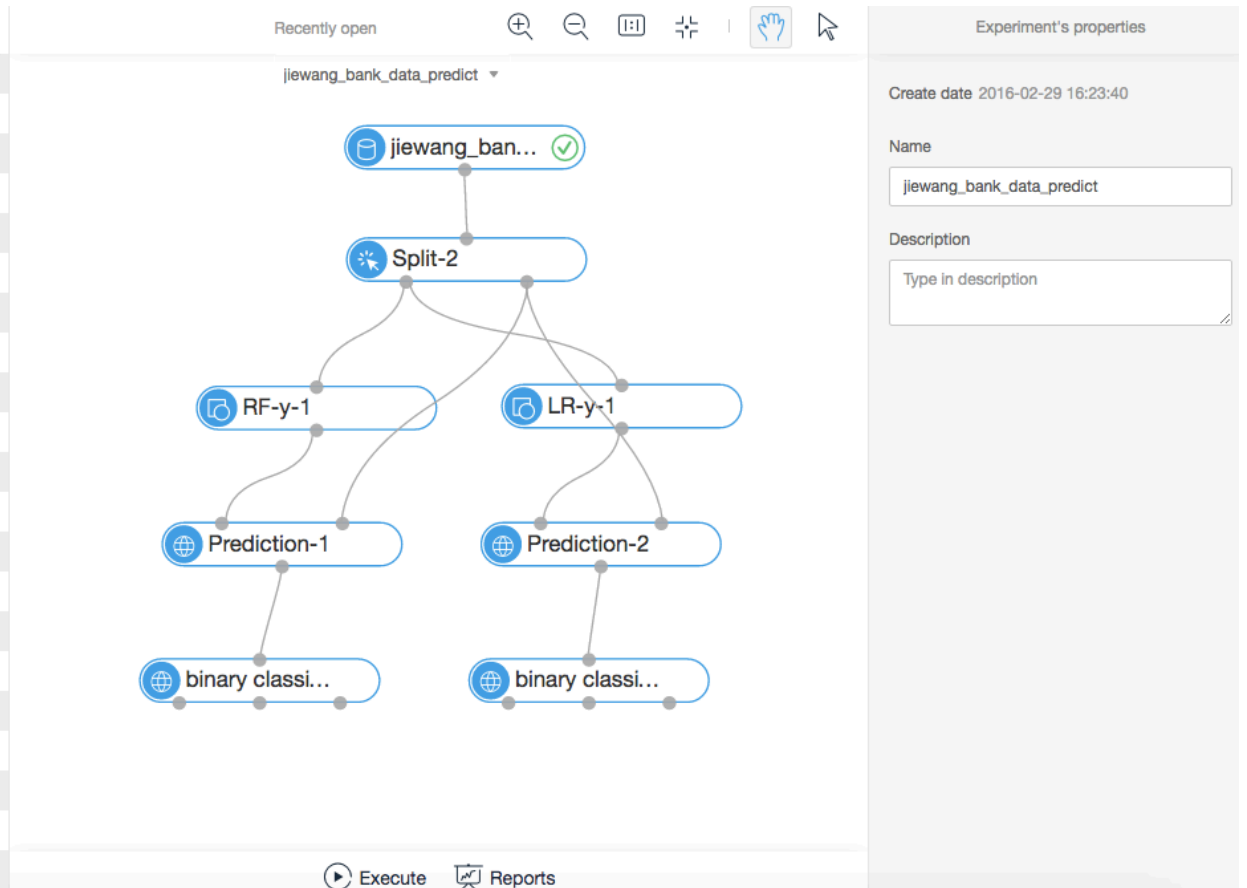 Recently open
jiewang_bank_data_predict
jiewang_ban...
Split-2
RF-y-1
LR-y-1
Prediction-1
Prediction-2
binary classi...
binary classi...
Execute
Reports
Experiment's properties
Create date 2016-02-29 16:23:40
Name
jiewang_bank_data_predict
Description
Type in description